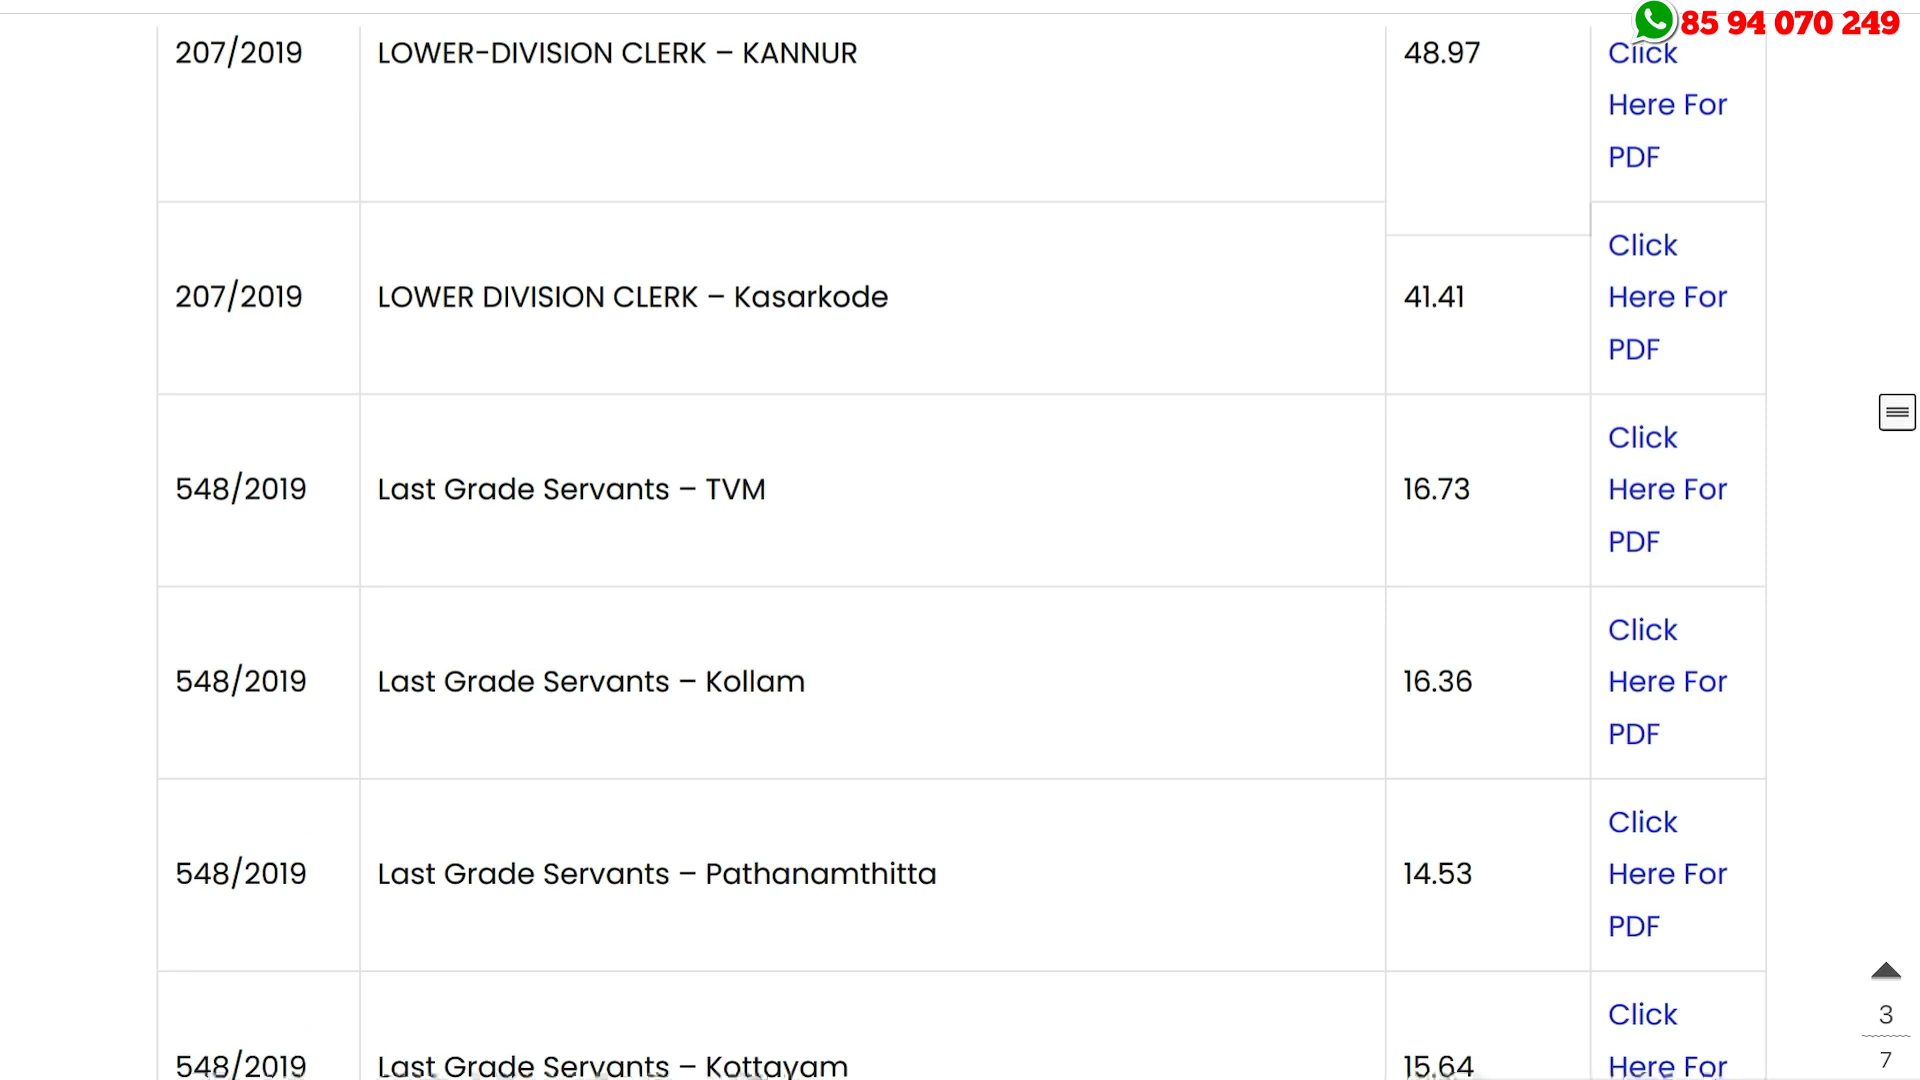 85 94 070 249
207/2019 LOWER-DIVISION CLERK – KANNUR 48.97 Click
Here For
PDF
Click
207/2019 LOWER DIVISION CLERK – Kasarkode 41.41 Here For
PDF
Click
548/2019 Last Grade Servants – TVM 16.73 Here For
PDF
Click
548/2019 Last Grade Servants – Kollam 16.36 Here For
PDF
Click
548/2019 Last Grade Servants – Pathanamthitta 14.53 Here For
PDF
Click
548/2019 Last Grade Servants – Kottayam 15.64 Here For
3
7